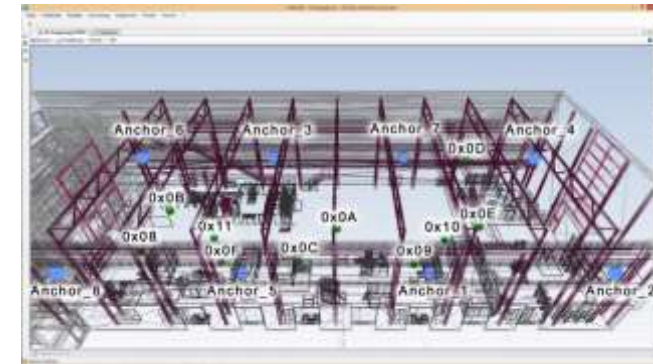 Anchor_6 Anchor_3 Anchor_7 Anchor_4
0x0D
0x0B
0x11 0x0A 0x0E
0x08 0x0F 0x0C 0x09 0x10
Anchor_8 Anchor_5 Anchor_1 Anchor_2